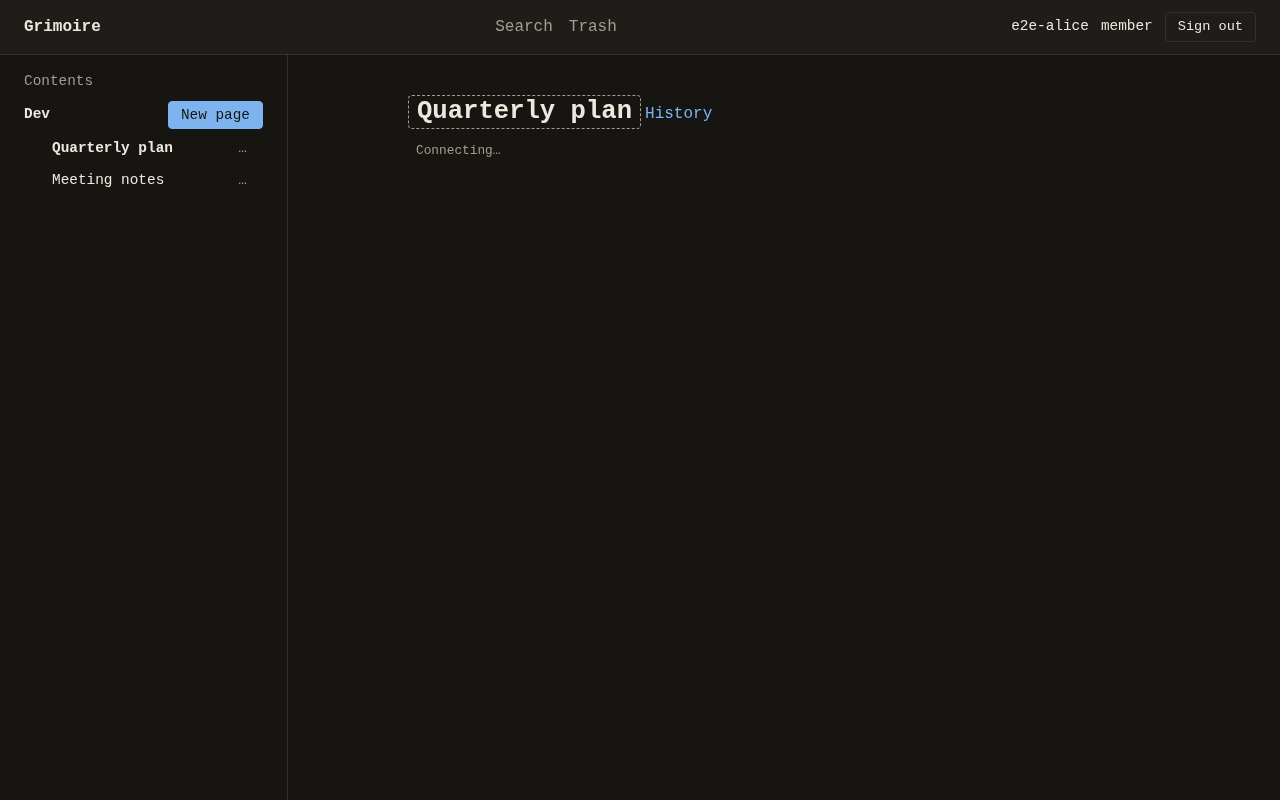 Grimoire
Search Trash
e2e-alice member Sign out
Contents
Dev New page
Quarterly plan …
Meeting notes …
Quarterly plan History
Connecting…